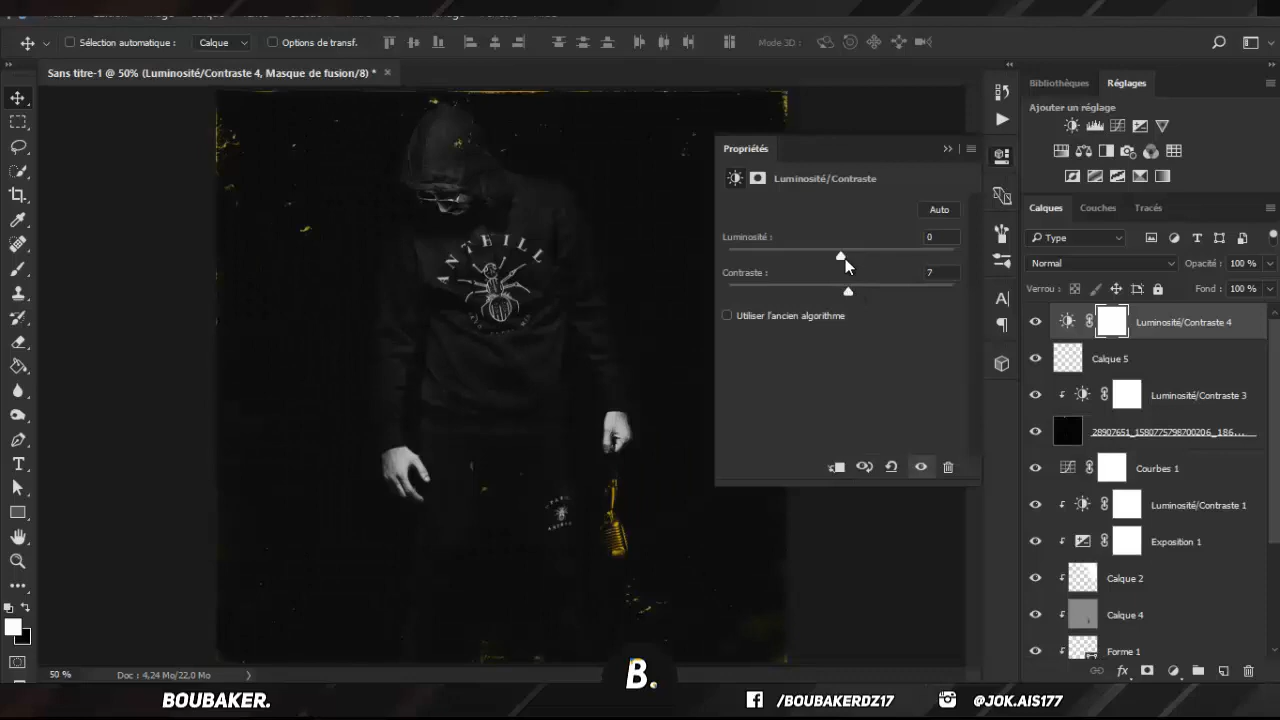 Sélection automatique :
Calque
Options de transf.
Mode 3D :
Sans titre-1 @ 50% (Luminosité/Contraste 4, Masque de fusion/8) *
Bibliothèques
Réglages
Ajouter un réglage
Propriétés
Luminosité/Contraste
Auto
Luminosité :
0
Contraste :
7
Utiliser l'ancien algorithme
Calques
Couches
Tracés
Type
Normal
Opacité :
100 %
Verrou :
Fond :
100 %
Luminosité/Contraste 4
Calque 5
Luminosité/Contraste 3
28907651_1580775798700206_186...
Courbes 1
Luminosité/Contraste 1
Exposition 1
Calque 2
Calque 4
Forme 1
ANTHILL
50 %
Doc : 4,24 Mo/22,0 Mo
B.
BOUBAKER.
/BOUBAKERDZ17
@JOK.AIS177